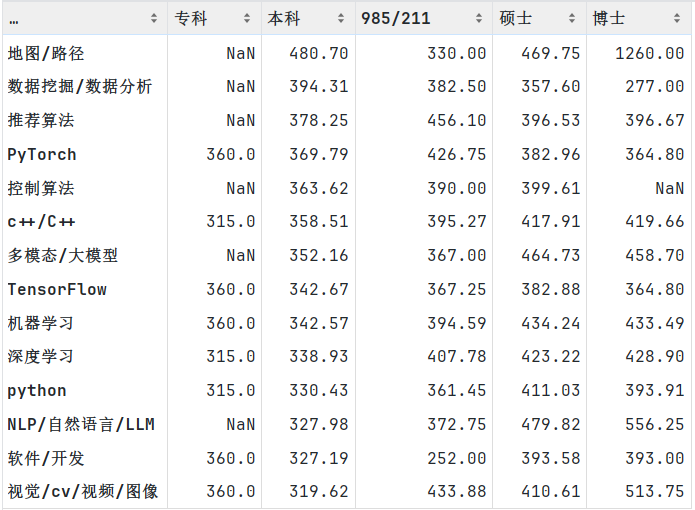 … 专科 本科 985/211 硕士 博士
地图/路径 NaN 480.70 330.00 469.75 1260.00
数据挖掘/数据分析 NaN 394.31 382.50 357.60 277.00
推荐算法 NaN 378.25 456.10 396.53 396.67
PyTorch 360.0 369.79 426.75 382.96 364.80
控制算法 NaN 363.62 390.00 399.61 NaN
c++/C++ 315.0 358.51 395.27 417.91 419.66
多模态/大模型 NaN 352.16 367.00 464.73 458.70
TensorFlow 360.0 342.67 367.25 382.88 364.80
机器学习 360.0 342.57 394.59 434.24 433.49
深度学习 315.0 338.93 407.78 423.22 428.90
python 315.0 330.43 361.45 411.03 393.91
NLP/自然语言/LLM NaN 327.98 372.75 479.82 556.25
软件/开发 360.0 327.19 252.00 393.58 393.00
视觉/cv/视频/图像 360.0 319.62 433.88 410.61 513.75